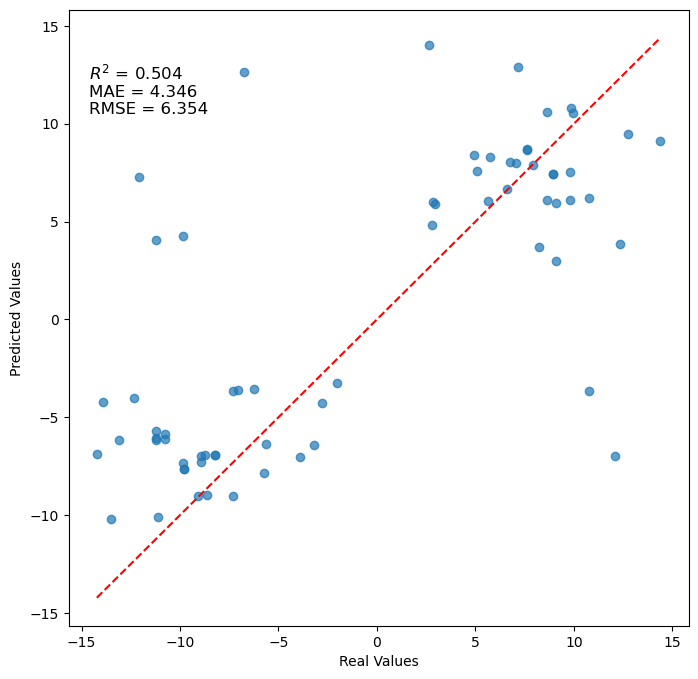 15
10
5
0
−5
−10
−15
Predicted Values
R² = 0.504
MAE = 4.346
RMSE = 6.354
−15 −10 −5 0 5 10 15
Real Values